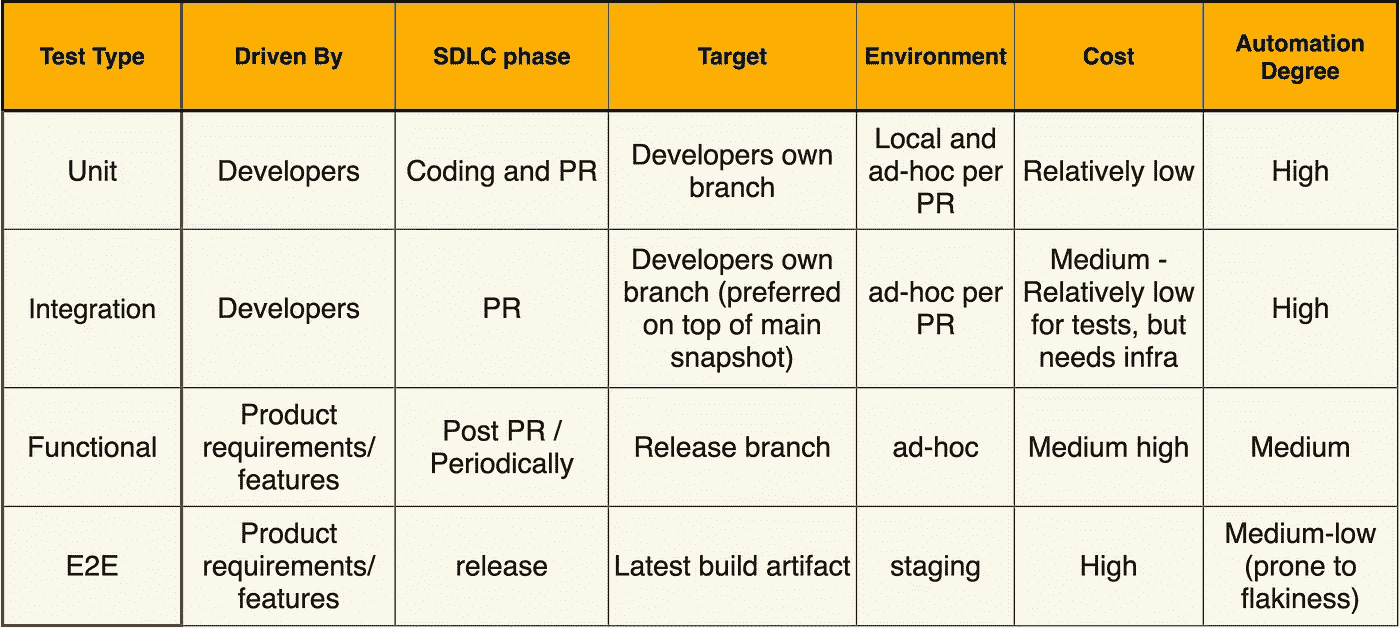 Test Type
Driven By
SDLC phase
Target
Environment
Cost
Automation
Degree
Unit
Developers
Coding and PR
Developers own
branch
Local and
ad-hoc per
PR
Relatively low
High
Integration
Developers
PR
Developers own
branch (preferred
on top of main
snapshot)
ad-hoc per
PR
Medium -
Relatively low
for tests, but
needs infra
High
Functional
Product
requirements/
features
Post PR /
Periodically
Release branch
ad-hoc
Medium high
Medium
E2E
Product
requirements/
features
release
Latest build artifact
staging
High
Medium-low
(prone to
flakiness)